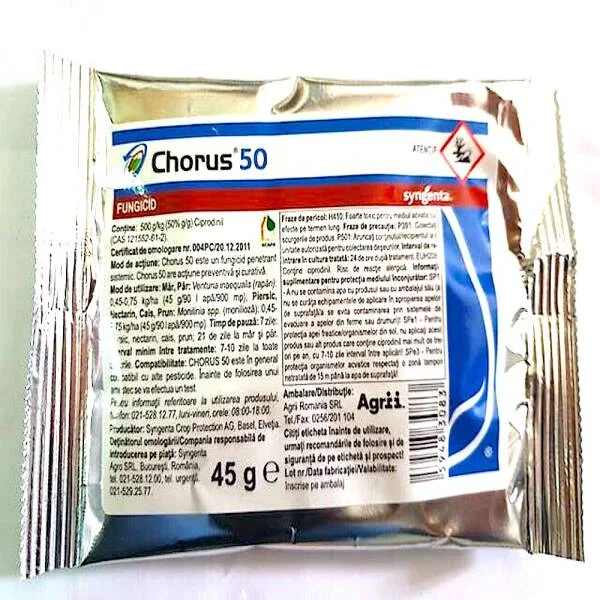 Chorus® 50
ATENȚIE
syngenta
FUNGICID
Conține: 500 g/kg (50% g/g) Ciprodinil
(CAS 121552-61-2).
Certificat de omologare nr. 004PC/20.12.2011
Mod de acțiune: Chorus 50 este un fungicid penetrant
sistemic. Chorus 50 are acțiune preventivă și curativă.
Mod de utilizare: Măr, Păr: Venturia inaequalis (rapăn):
0,45-0,75 kg/ha (45 g/90 l apă/900 mp); Piersic,
Nectarin, Cais, Prun: Monilinia spp. (monilioză): 0,45-
kg/ha (45 g/90 l apă/900 mp). Timp de pauză: 7 zile:
nectarin, cais, prun; 21 de zile la măr și păr.
minim între tratamente: 7-10 zile la toate
Compatibilitate: CHORUS 50 este în general
cu alte pesticide. Înainte de folosirea unui
se va efectua un test.
informații referitoare la utilizarea produsului,
021-528.12.77, luni-vineri, orele: 08:00-18:00.
Producător: Syngenta Crop Protection AG, Basel, Elveția.
Deținătorul omologării/Compania responsabilă de
introducerea pe piață: Syngenta
Agro SRL, București, România,
tel. 021-528.12.00, tel. urgență:
021-529.25.77.
45 g e
Fraze de pericol: H410: Foarte toxic pentru mediul acvatic cu
efecte pe termen lung. Fraze de precauție: P391: Colectați
scurgerile de produs. P501: Aruncați conținutul/recipientul la o
unitate autorizată pentru colectarea deșeurilor. Interval de re-
intrare în cultura tratată: 24 de ore după tratament. EUH208:
Conține ciprodinil. Risc de reacție alergică. Informații
suplimentare pentru protecția mediului înconjurător: SP1
- A nu se contamina apa cu produsul sau cu ambalajul său (a
nu se curăța echipamentele de aplicare în apropierea apelor
de suprafață/a se evita contaminarea prin sistemele de
evacuare a apelor din ferme sau drumuri)! SPe1 - Pentru
protecția apei freatice/organismelor din sol, nu aplicați acest
produs sau alt produs care conține ciprodinil mai mult de trei
ori pe an, cu 7-10 zile interval între aplicări! SPe3 - Pentru
protecția organismelor acvatice respectați o zonă tampon
netratată de 15 m până la apa de suprafață!
Ambalare/Distribuție:
Agrii Romania SRL
Tel./Fax: 0256/201 104
Agrii
Citiți eticheta înainte de utilizare,
urmați recomandările de folosire și de
siguranță de pe etichetă și prospect!
Lot nr./Data fabricației/Valabilitate:
Înscrise pe ambalaj